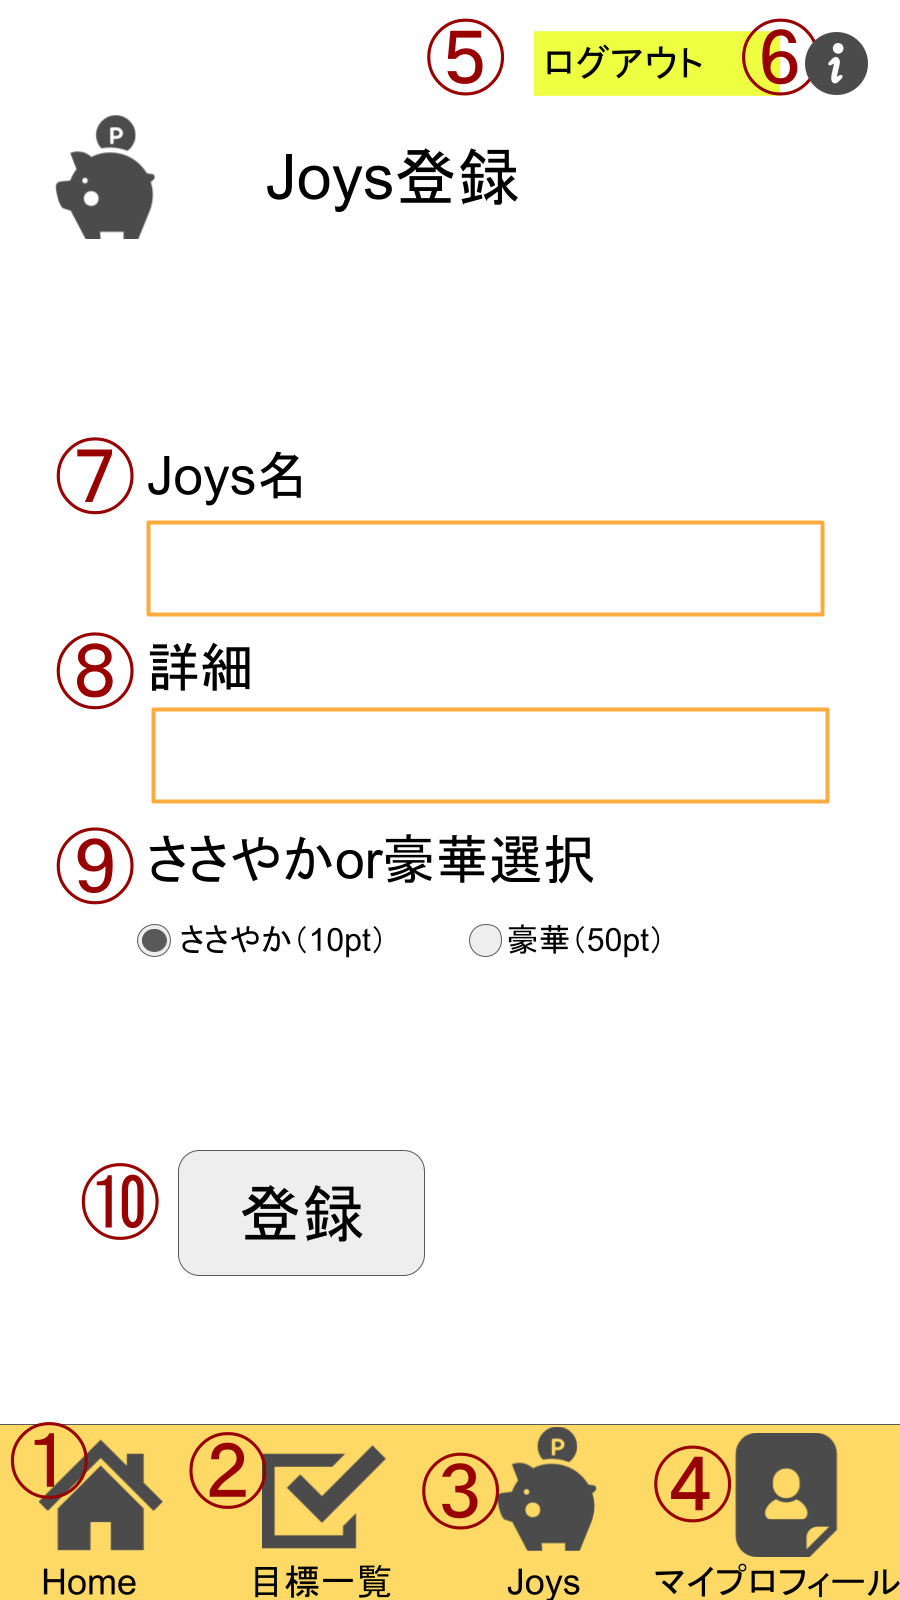 ⑤ ログアウト ⑥
P
Joys登録
⑦ Joys名
⑧ 詳細
⑨ ささやかor豪華選択
ささやか（10pt） 豪華（50pt）
⑩ 登録
① ② ③ P ④
Home 目標一覧 Joys マイプロフィール